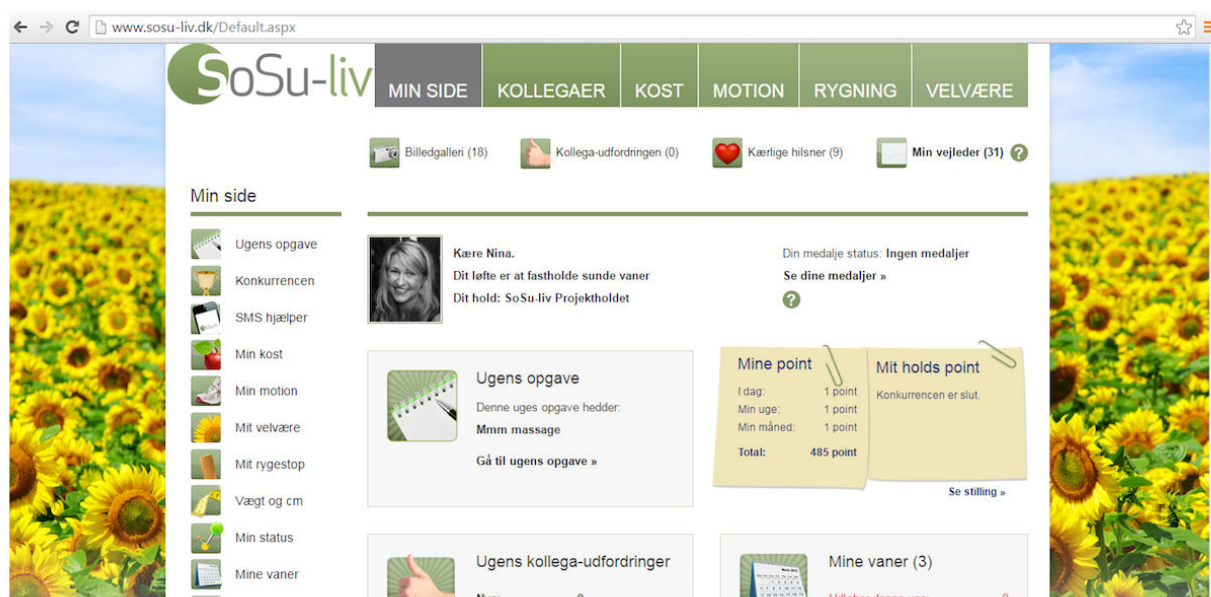 www.sosu-liv.dk/Default.aspx
SoSu-liv
MIN SIDE KOLLEGAER KOST MOTION RYGNING VELVÆRE
Billedgalleri (18) Kollega-udfordringen (0) Kærlige hilsner (9) Min vejleder (31) ?
Min side
Ugens opgave
Konkurrencen
SMS hjælper
Min kost
Min motion
Mit velvære
Mit rygestop
Vægt og cm
Min status
Mine vaner
Kære Nina.
Dit løfte er at fastholde sunde vaner
Dit hold: SoSu-liv Projektholdet
Din medalje status: Ingen medaljer
Se dine medaljer »
?
Ugens opgave
Denne uges opgave hedder:
Mmm massage
Gå til ugens opgave »
Mine point
I dag: 1 point
Min uge: 1 point
Min måned: 1 point
Total: 485 point
Mit holds point
Konkurrencen er slut.
Se stilling »
Ugens kollega-udfordringer
Mine vaner (3)